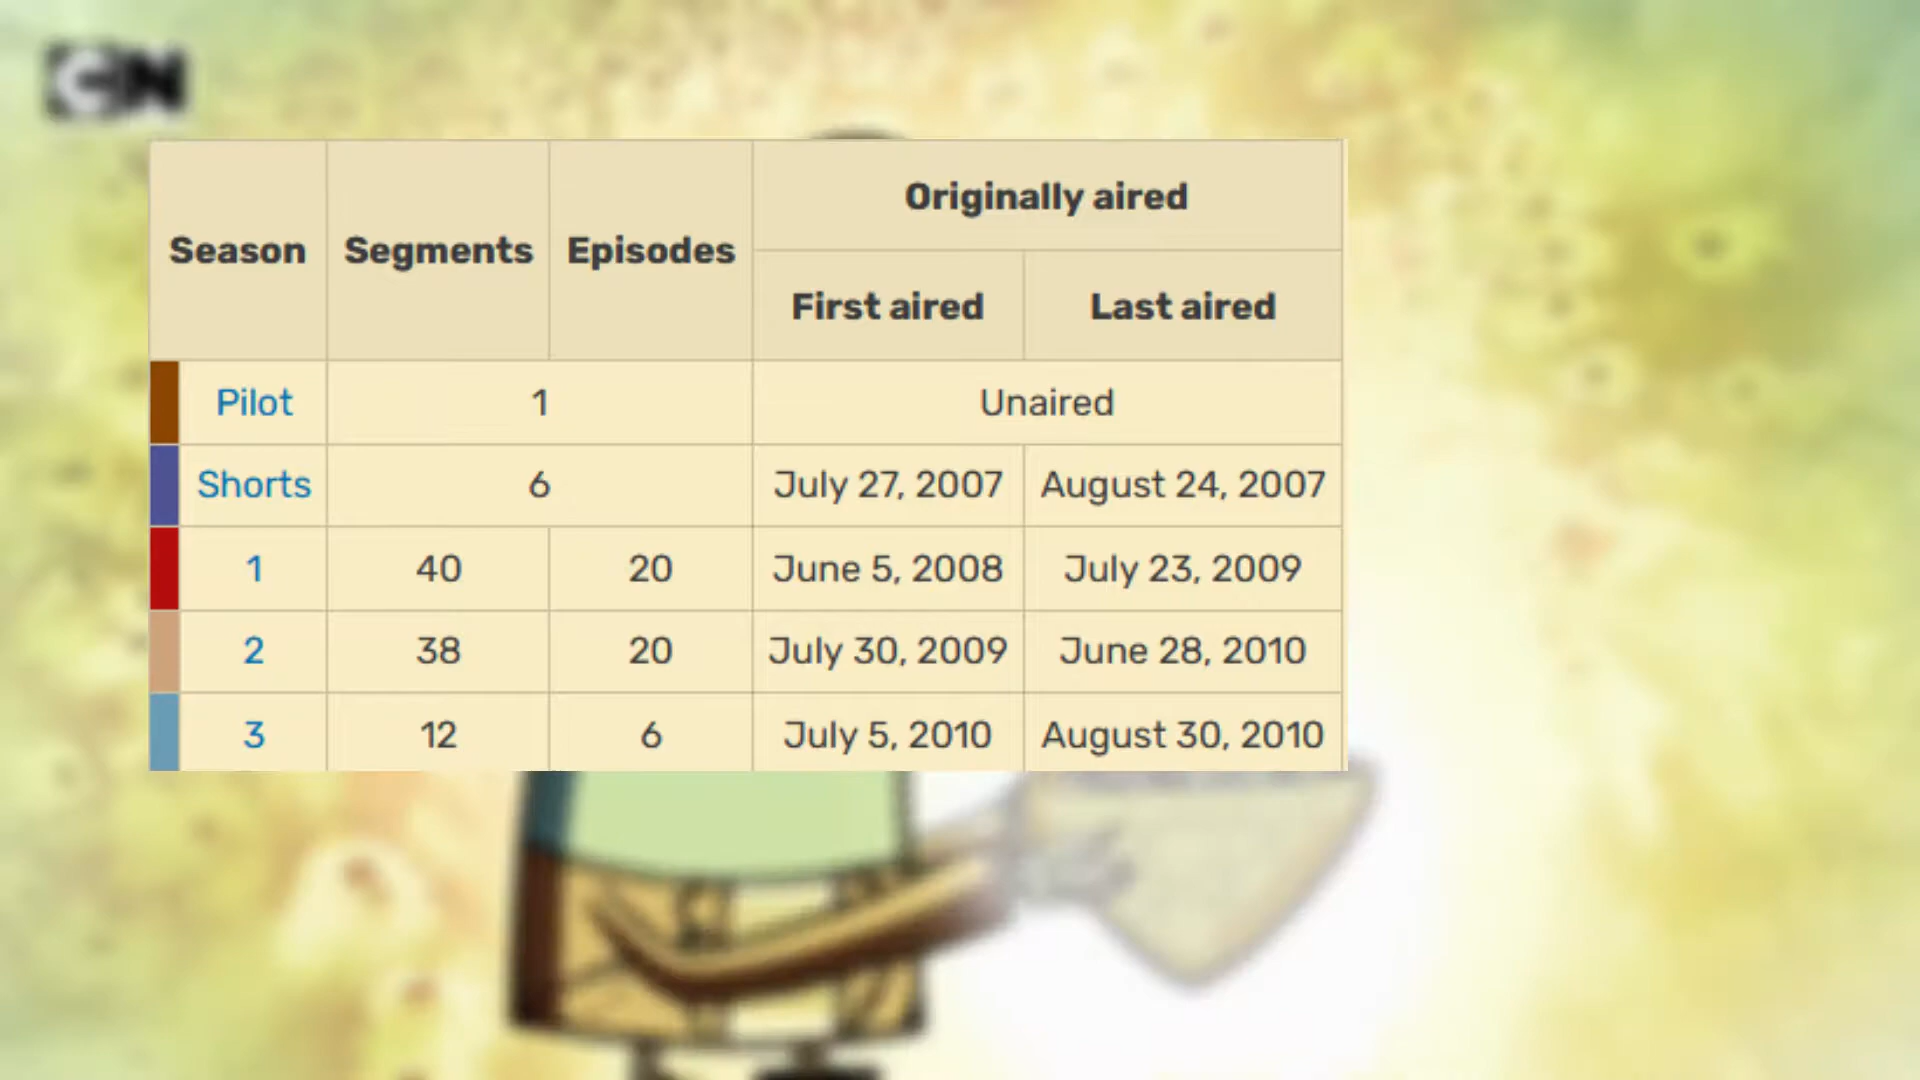 CN
Season Segments Episodes Originally aired
First aired Last aired
Pilot 1 Unaired
Shorts 6 July 27, 2007 August 24, 2007
1 40 20 June 5, 2008 July 23, 2009
2 38 20 July 30, 2009 June 28, 2010
3 12 6 July 5, 2010 August 30, 2010